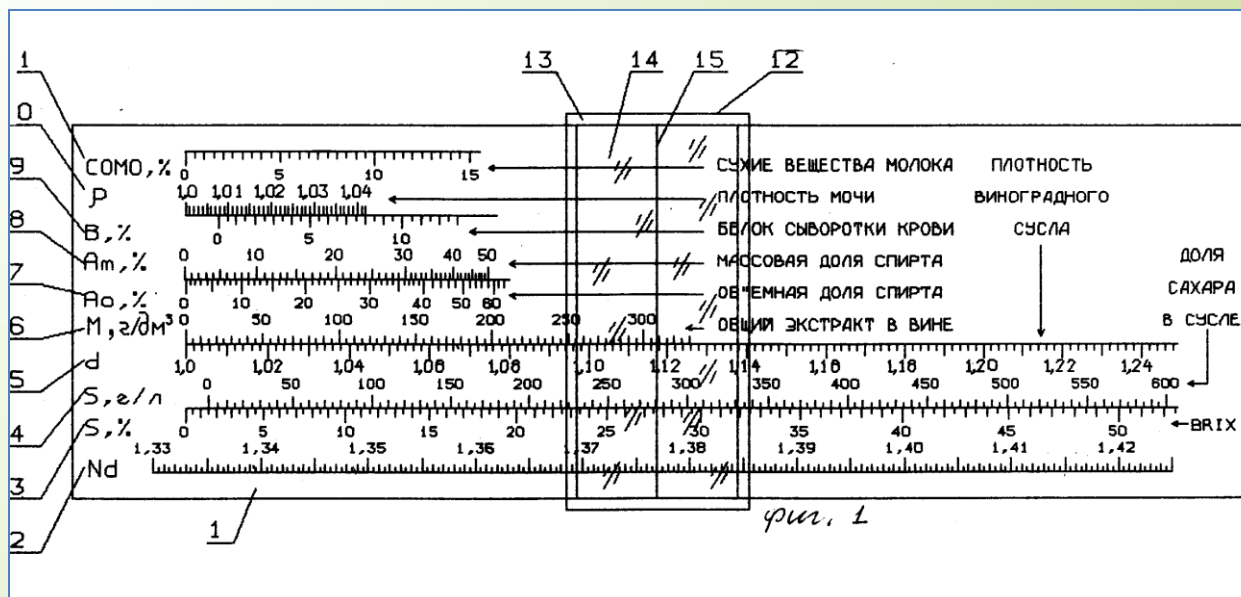 1 13 14 15 12
0 СОМО,% 0 5 10 15 СУХИЕ ВЕЩЕСТВА МОЛОКА ПЛОТНОСТЬ
ρ 1,0 1,01 1,02 1,03 1,04 ПЛОТНОСТЬ МОЧИ ВИНОГРАДНОГО
9 В,% 0 5 10 БЕЛОК СЫВОРОТКИ КРОВИ СУСЛА
8 Am,% 0 10 20 30 40 50 МАССОВАЯ ДОЛЯ СПИРТА ДОЛЯ
7 Ao,% 0 10 20 30 40 50 60 ОБ'ЕМНАЯ ДОЛЯ СПИРТА САХАРА
6 М,г/дм³ 0 50 100 150 200 250 300 ОБЩИЙ ЭКСТРАКТ В ВИНЕ В СУСЛЕ
5 d 1,0 1,02 1,04 1,06 1,08 1,10 1,12 1,14 1,16 1,18 1,20 1,22 1,24
4 S,г/л 0 50 100 150 200 250 300 350 400 450 500 550 600
3 S,% 0 5 10 15 20 25 30 35 40 45 50 BRIX
1,33 1,34 1,35 1,36 1,37 1,38 1,39 1,40 1,41 1,42
2 Nd
1
фиг. 1